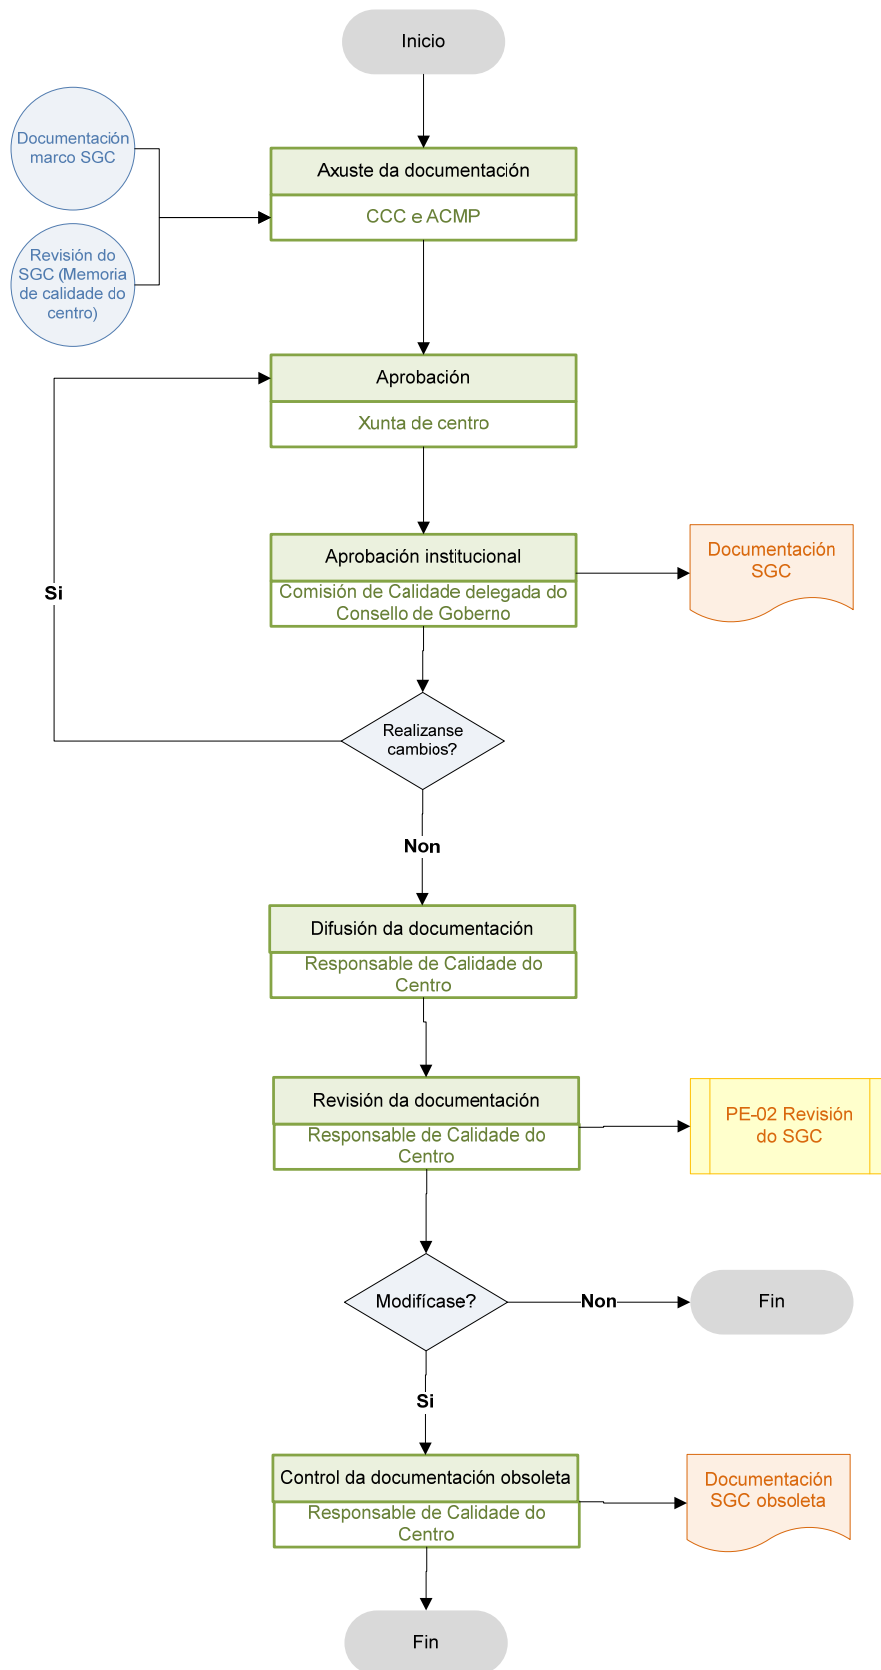 Inicio
Documentación
marco SGC
Axuste da documentación
CCC e ACMP
Revisión do
SGC (Memoria
de calidade do
centro)
Aprobación
Xunta de centro
Aprobación institucional
Comisión de Calidade delegada do
Consello de Goberno
Documentación
SGC
Si
Realizanse
cambios?
Non
Difusión da documentación
Responsable de Calidade do
Centro
Revisión da documentación
Responsable de Calidade do
Centro
PE-02 Revisión
do SGC
Modifícase?
Non
Fin
Si
Control da documentación obsoleta
Responsable de Calidade do
Centro
Documentación
SGC obsoleta
Fin